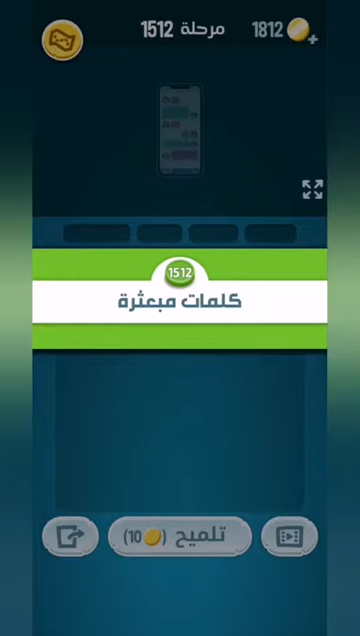 مرحلة 1512
1812
1512
كلمات مبعثرة
تلميح (10)